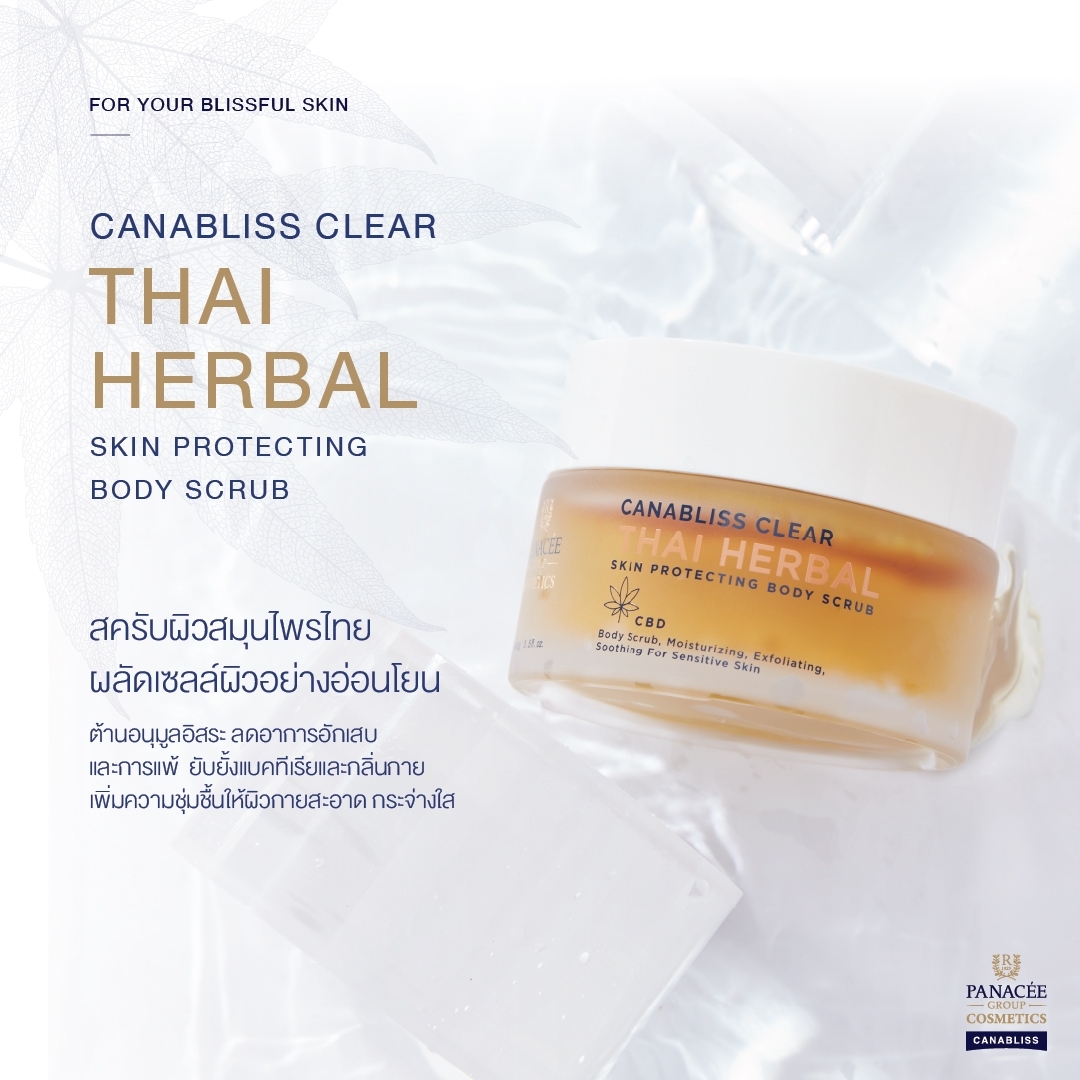 FOR YOUR BLISSFUL SKIN
CANABLISS CLEAR
THAI
HERBAL
SKIN PROTECTING
BODY SCRUB
สครับผิวสมุนไพรไทย
ผลัดเซลล์ผิวอย่างอ่อนโยน
ต้านอนุมูลอิสระ ลดอาการอักเสบ
และการแพ้ ยับยั้งแบคทีเรียและกลิ่นกาย
เพิ่มความชุ่มชื้นให้ผิวกายสะอาด กระจ่างใส
CANABLISS CLEAR
THAI HERBAL
SKIN PROTECTING BODY SCRUB
CBD
Body Scrub, Moisturizing, Exfoliating,
Soothing For Sensitive Skin
R
PANACÉE
GROUP
COSMETICS
CANABLISS